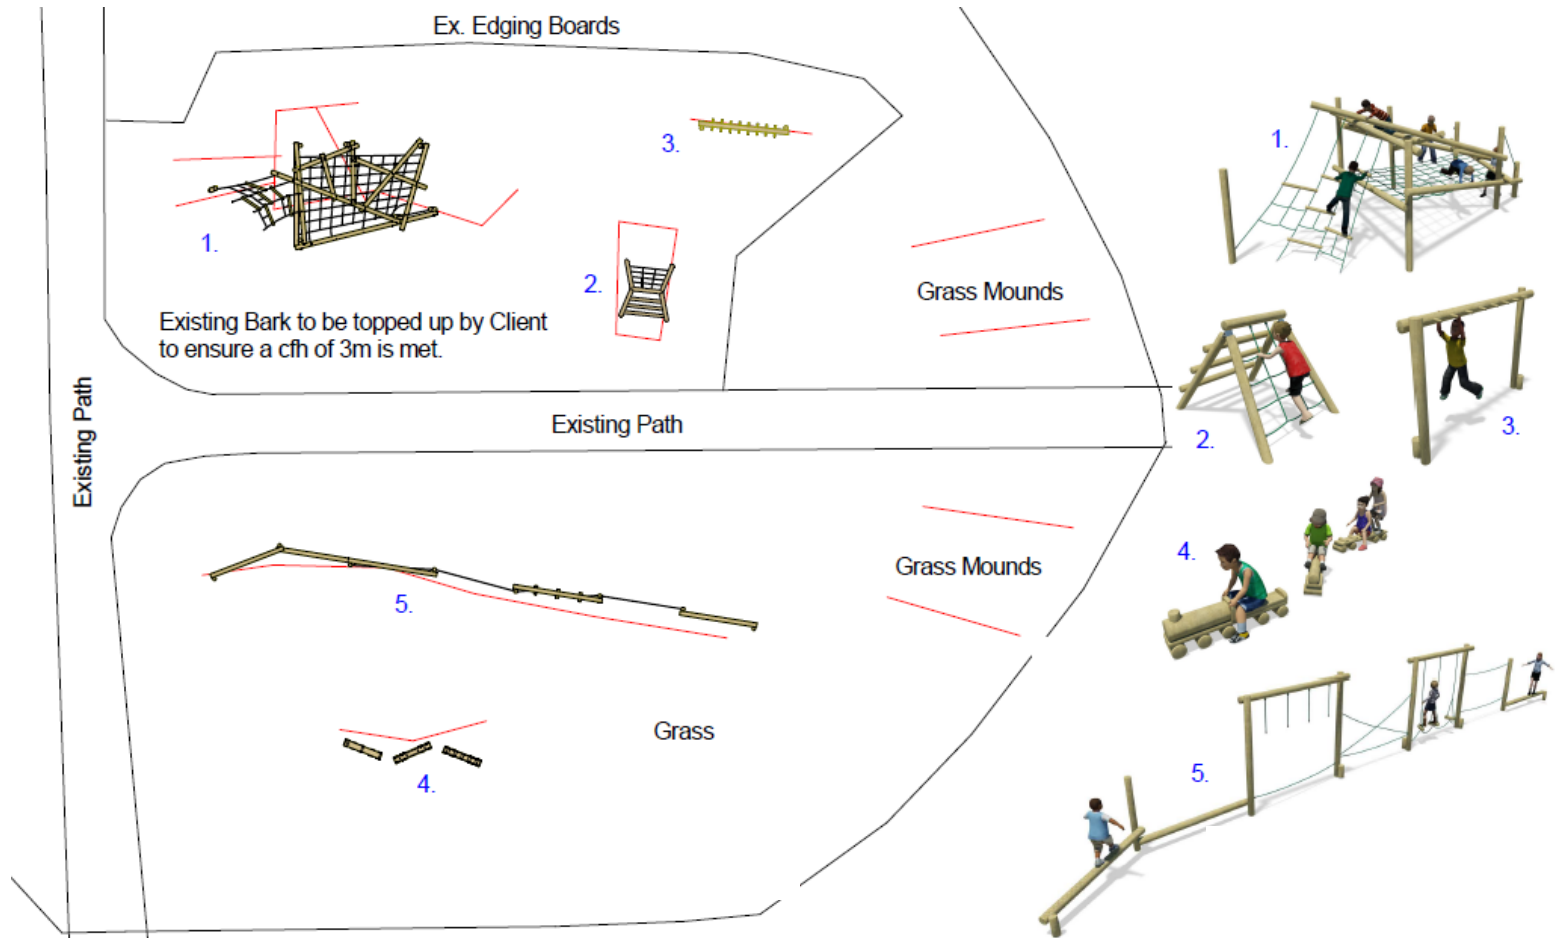 Ex. Edging Boards
1.
2.
3.
Existing Bark to be topped up by Client
to ensure a cfh of 3m is met.
Grass Mounds
Existing Path
Existing Path
Grass Mounds
5.
Grass
4.
1.
2.
3.
4.
5.